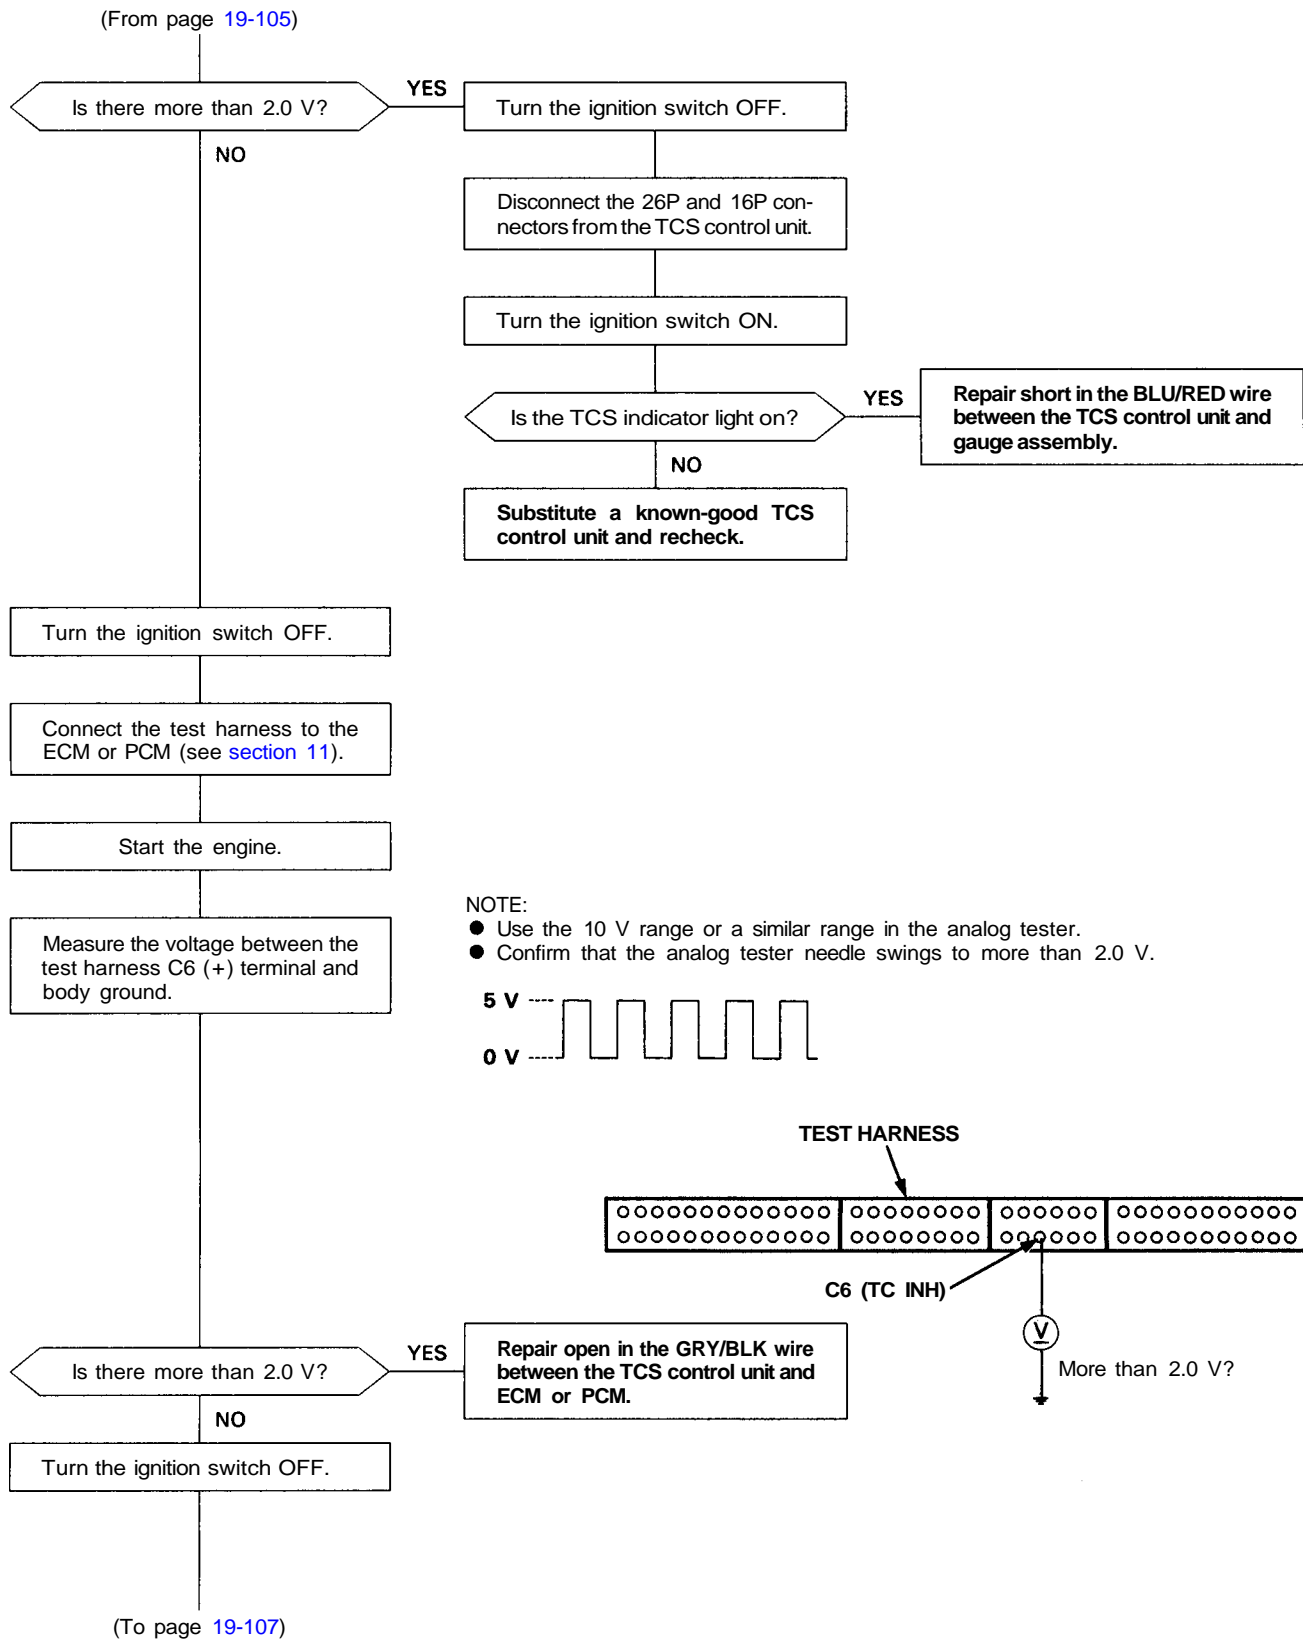 (From page 19-105)
Is there more than 2.0 V?
YES
Turn the ignition switch OFF.
NO
Disconnect the 26P and 16P con-
nectors from the TCS control unit.
Turn the ignition switch ON.
Is the TCS indicator light on?
YES
Repair short in the BLU/RED wire
between the TCS control unit and
gauge assembly.
NO
Substitute a known-good TCS
control unit and recheck.
Turn the ignition switch OFF.
Connect the test harness to the
ECM or PCM (see section 11).
Start the engine.
Measure the voltage between the
test harness C6 (+) terminal and
body ground.
NOTE:
● Use the 10 V range or a similar range in the analog tester.
● Confirm that the analog tester needle swings to more than 2.0 V.
5 V
0 V
TEST HARNESS
C6 (TC INH)
V
More than 2.0 V?
Is there more than 2.0 V?
YES
Repair open in the GRY/BLK wire
between the TCS control unit and
ECM or PCM.
NO
Turn the ignition switch OFF.
(To page 19-107)